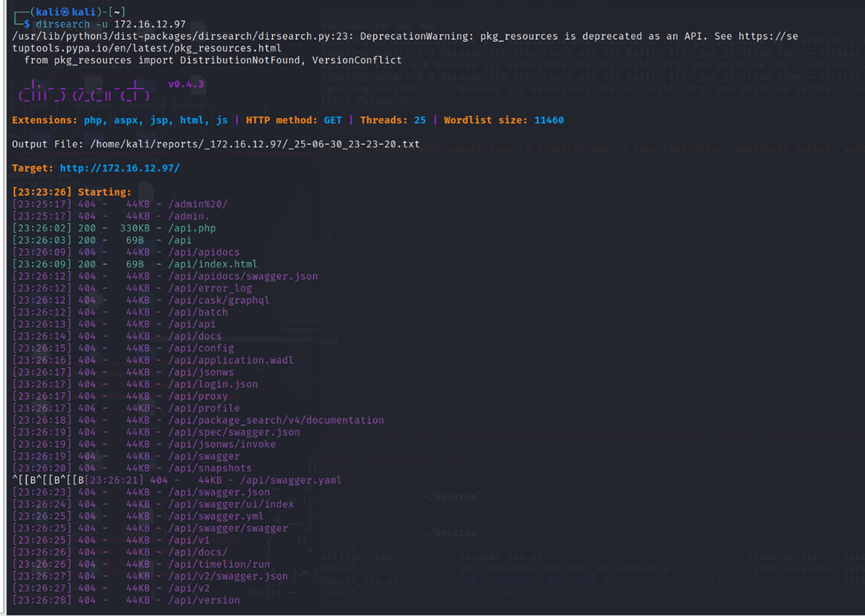 ┌──(kali㉿kali)-[~]
└─$ dirsearch -u 172.16.12.97
/usr/lib/python3/dist-packages/dirsearch/dirsearch.py:23: DeprecationWarning: pkg_resources is deprecated as an API. See https://se
tuptools.pypa.io/en/latest/pkg_resources.html
from pkg_resources import DistributionNotFound, VersionConflict
v0.4.3
Extensions: php, aspx, jsp, html, js | HTTP method: GET | Threads: 25 | Wordlist size: 11460
Output File: /home/kali/reports/_172.16.12.97/_25-06-30_23-23-20.txt
Target: http://172.16.12.97/
[23:23:26] Starting:
[23:25:17] 404 - 44KB - /admin%20/
[23:25:17] 404 - 44KB - /admin.
[23:26:02] 200 - 330KB - /api.php
[23:26:03] 200 - 69B - /api
[23:26:09] 404 - 44KB - /api/apidocs
[23:26:09] 200 - 69B - /api/index.html
[23:26:12] 404 - 44KB - /api/apidocs/swagger.json
[23:26:12] 404 - 44KB - /api/error_log
[23:26:12] 404 - 44KB - /api/cask/graphql
[23:26:12] 404 - 44KB - /api/batch
[23:26:13] 404 - 44KB - /api/api
[23:26:14] 404 - 44KB - /api/docs
[23:26:15] 404 - 44KB - /api/config
[23:26:16] 404 - 44KB - /api/application.wadl
[23:26:17] 404 - 44KB - /api/jsonws
[23:26:17] 404 - 44KB - /api/login.json
[23:26:17] 404 - 44KB - /api/proxy
[23:26:17] 404 - 44KB - /api/profile
[23:26:18] 404 - 44KB - /api/package_search/v4/documentation
[23:26:19] 404 - 44KB - /api/spec/swagger.json
[23:26:19] 404 - 44KB - /api/jsonws/invoke
[23:26:19] 404 - 44KB - /api/swagger
[23:26:20] 404 - 44KB - /api/snapshots
^[[B^[[B^[[B[23:26:21] 404 - 44KB - /api/swagger.yaml
[23:26:23] 404 - 44KB - /api/swagger.json
[23:26:24] 404 - 44KB - /api/swagger/ui/index
[23:26:25] 404 - 44KB - /api/swagger.yml
[23:26:25] 404 - 44KB - /api/swagger/swagger
[23:26:25] 404 - 44KB - /api/v1
[23:26:26] 404 - 44KB - /api/docs/
[23:26:26] 404 - 44KB - /api/timelion/run
[23:26:27] 404 - 44KB - /api/v2/swagger.json
[23:26:27] 404 - 44KB - /api/v2
[23:26:28] 404 - 44KB - /api/version